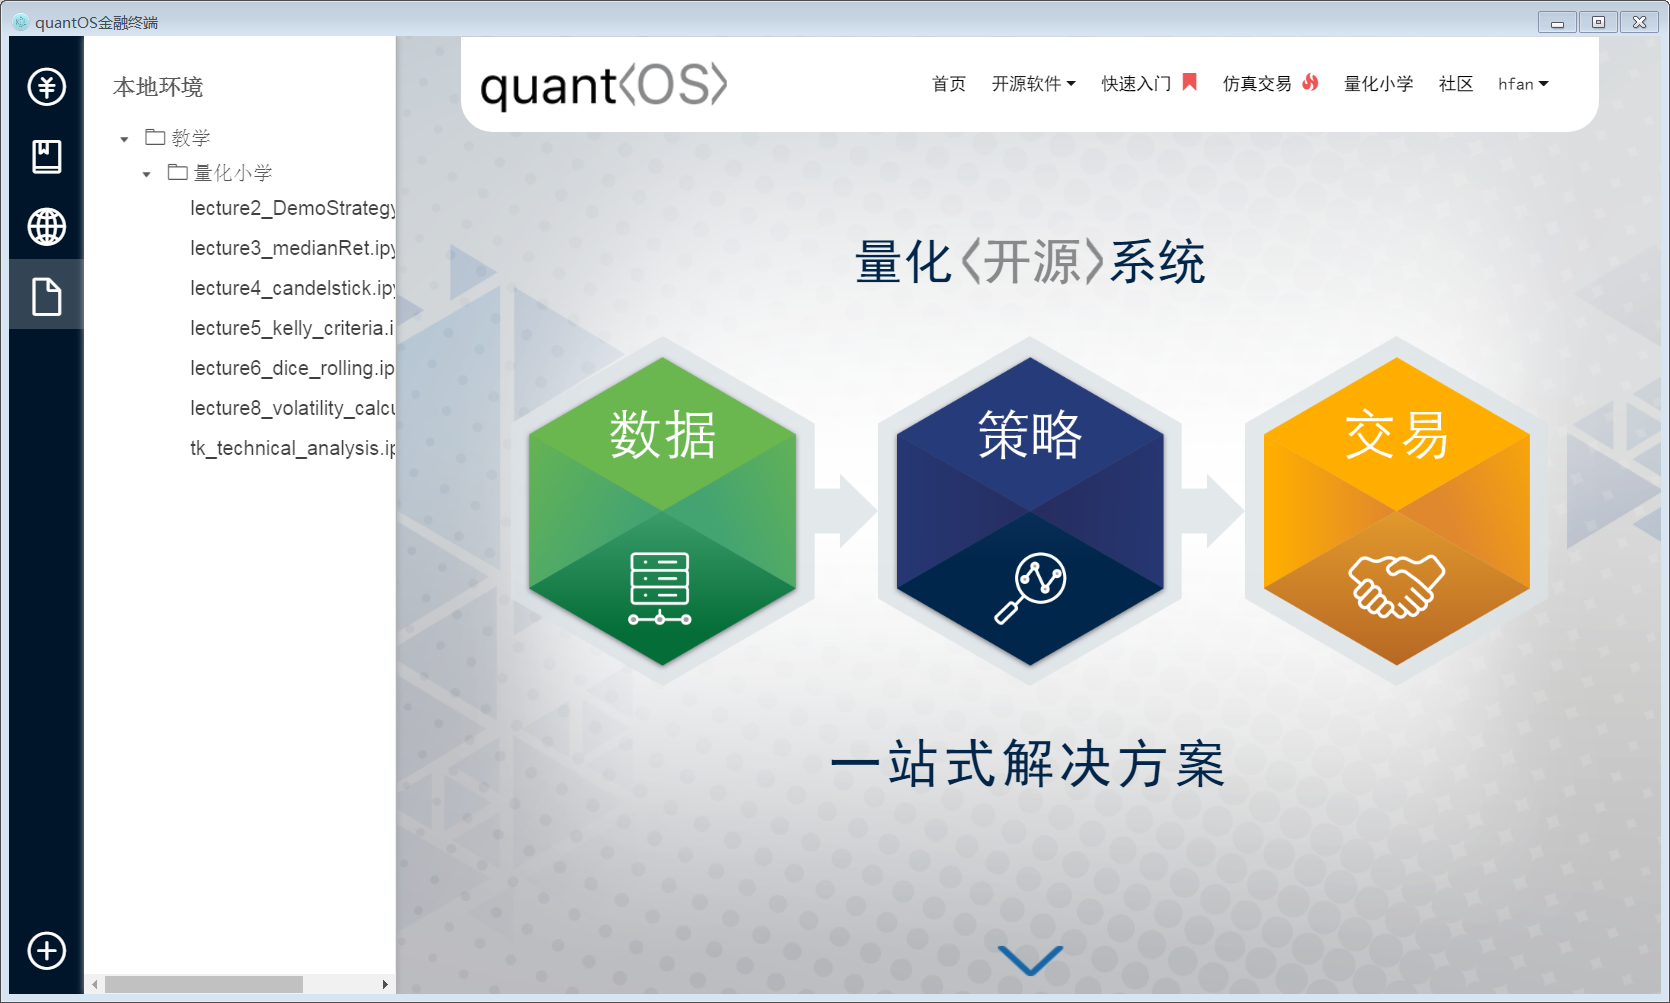 quantOS金融终端
本地环境
教学
量化小学
lecture2_DemoStrategy
lecture3_medianRet.ipy
lecture4_candelstick.ipy
lecture5_kelly_criteria.i
lecture6_dice_rolling.ip
lecture8_volatility_calcu
tk_technical_analysis.ip
quant<OS>
首页 开源软件 快速入门 仿真交易 量化小学 社区 hfan
量化<开源>系统
数据 策略 交易
一站式解决方案